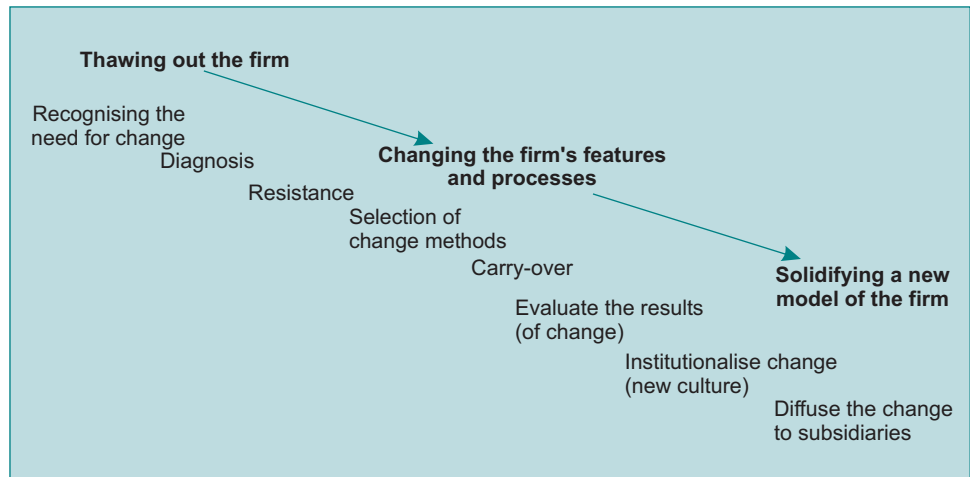 Thawing out the firm
Recognising the
need for change
Diagnosis
Changing the firm's features
and processes
Resistance
Selection of
change methods
Carry-over
Solidifying a new
model of the firm
Evaluate the results
(of change)
Institutionalise change
(new culture)
Diffuse the change
to subsidiaries